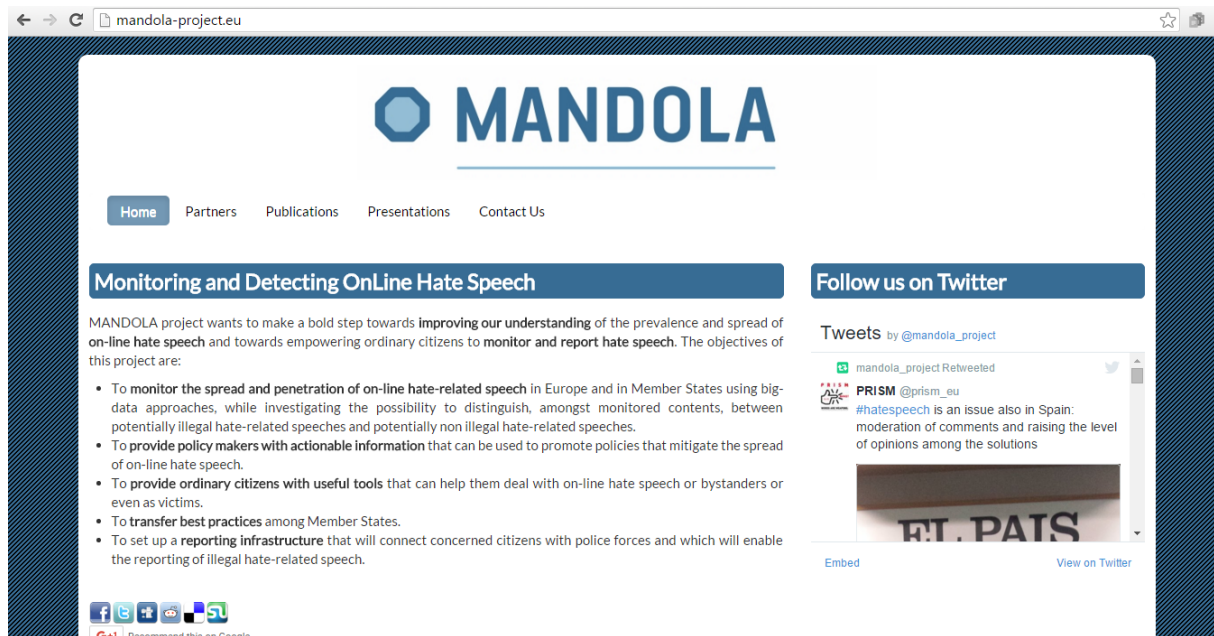 mandola-project.eu
MANDOLA
Home Partners Publications Presentations Contact Us
Monitoring and Detecting OnLine Hate Speech
MANDOLA project wants to make a bold step towards improving our understanding of the prevalence and spread of
on-line hate speech and towards empowering ordinary citizens to monitor and report hate speech. The objectives of
this project are:
• To monitor the spread and penetration of on-line hate-related speech in Europe and in Member States using big-
data approaches, while investigating the possibility to distinguish, amongst monitored contents, between
potentially illegal hate-related speeches and potentially non illegal hate-related speeches.
• To provide policy makers with actionable information that can be used to promote policies that mitigate the spread
of on-line hate speech.
• To provide ordinary citizens with useful tools that can help them deal with on-line hate speech or bystanders or
even as victims.
• To transfer best practices among Member States.
• To set up a reporting infrastructure that will connect concerned citizens with police forces and which will enable
the reporting of illegal hate-related speech.
Recommend this on Google
Follow us on Twitter
Tweets by @mandola_project
mandola_project Retweeted
PRISM
PRISM @prism_eu
#hatespeech is an issue also in Spain:
moderation of comments and raising the level
of opinions among the solutions
EL PAIS
Embed View on Twitter